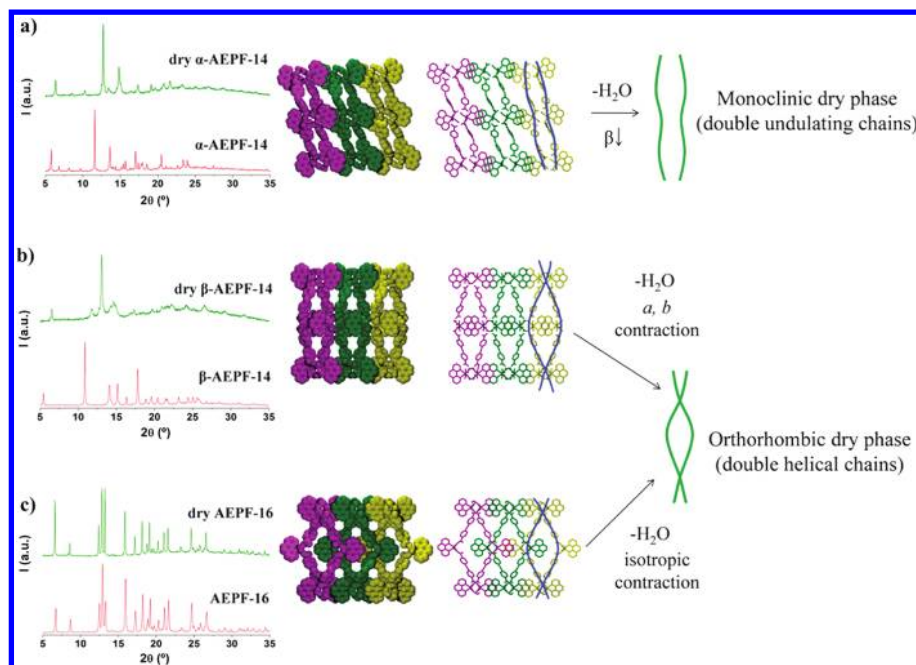 a)
I (a.u.)
dry α-AEPF-14
α-AEPF-14
5 10 15 20 25 30 35
2θ (º)
-H₂O
β↓
Monoclinic dry phase
(double undulating chains)
b)
I (a.u.)
dry β-AEPF-14
β-AEPF-14
5 10 15 20 25 30 35
2θ (º)
-H₂O
a, b
contraction
Orthorhombic dry phase
(double helical chains)
c)
I (a.u.)
dry AEPF-16
AEPF-16
5 10 15 20 25 30 35
2θ (º)
-H₂O
isotropic
contraction